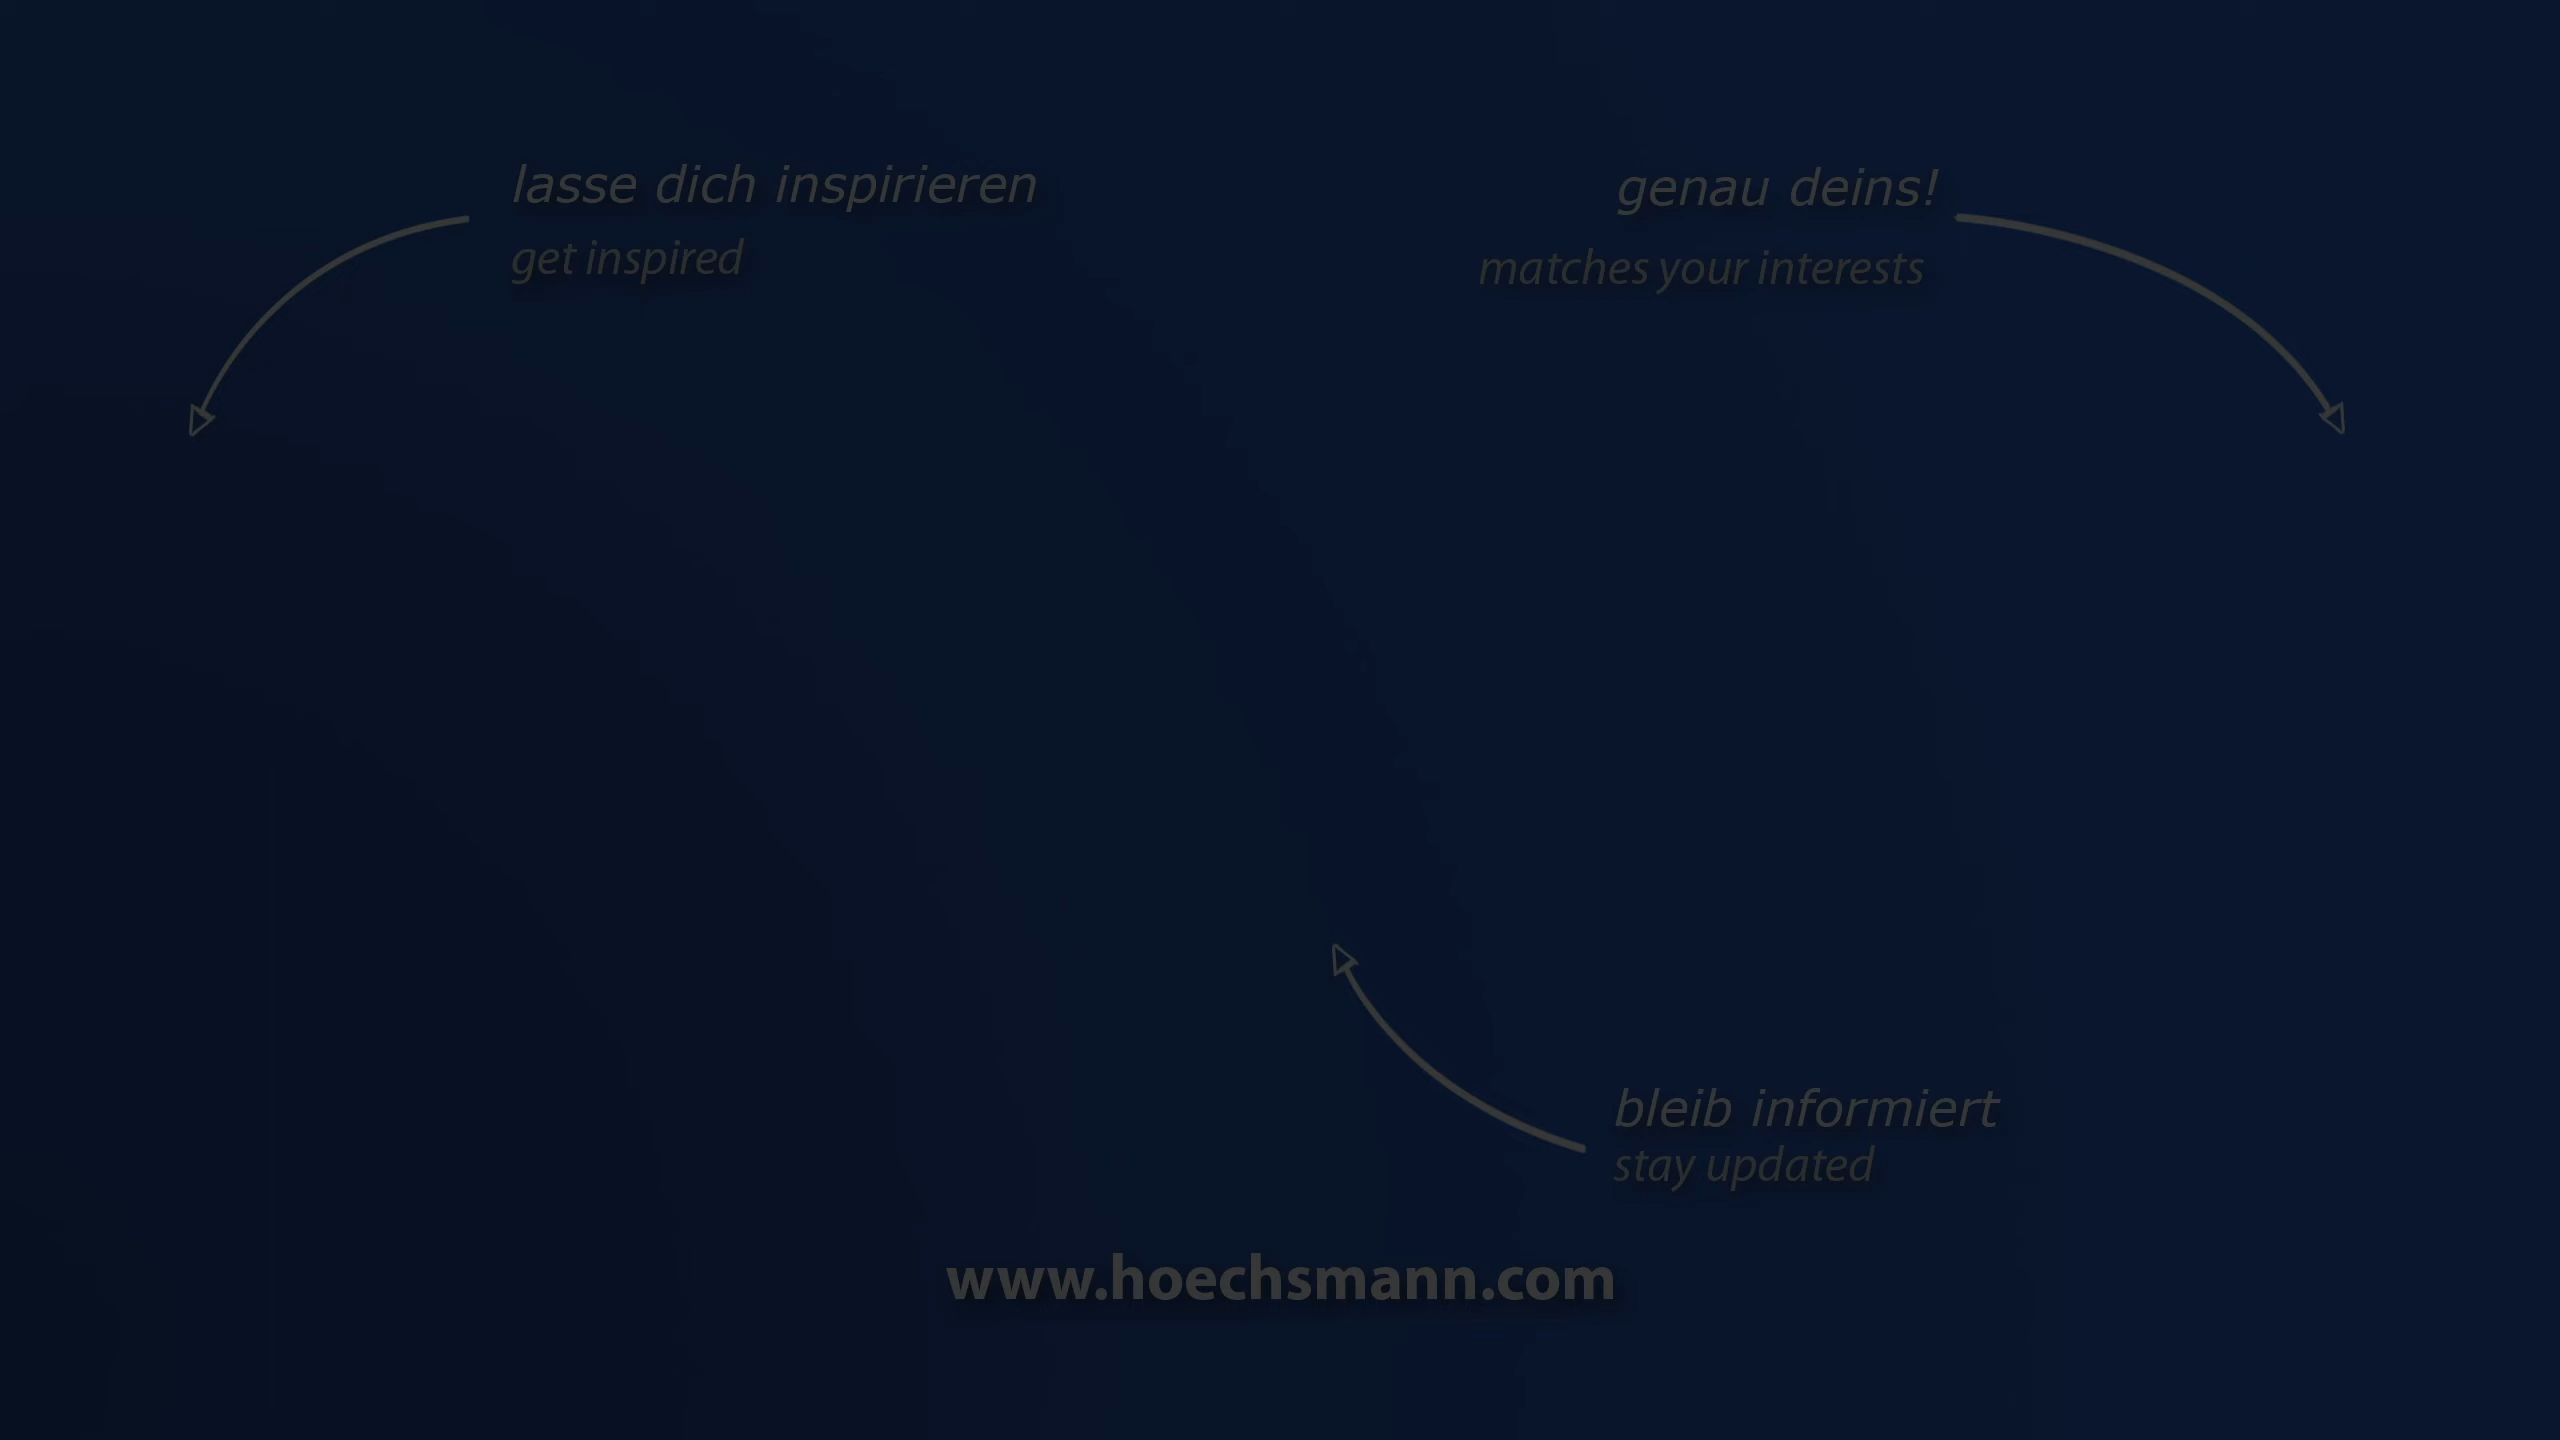 lasse dich inspirieren
get inspired
genau deins!
matches your interests
bleib informiert
stay updated
www.hoechsmann.com